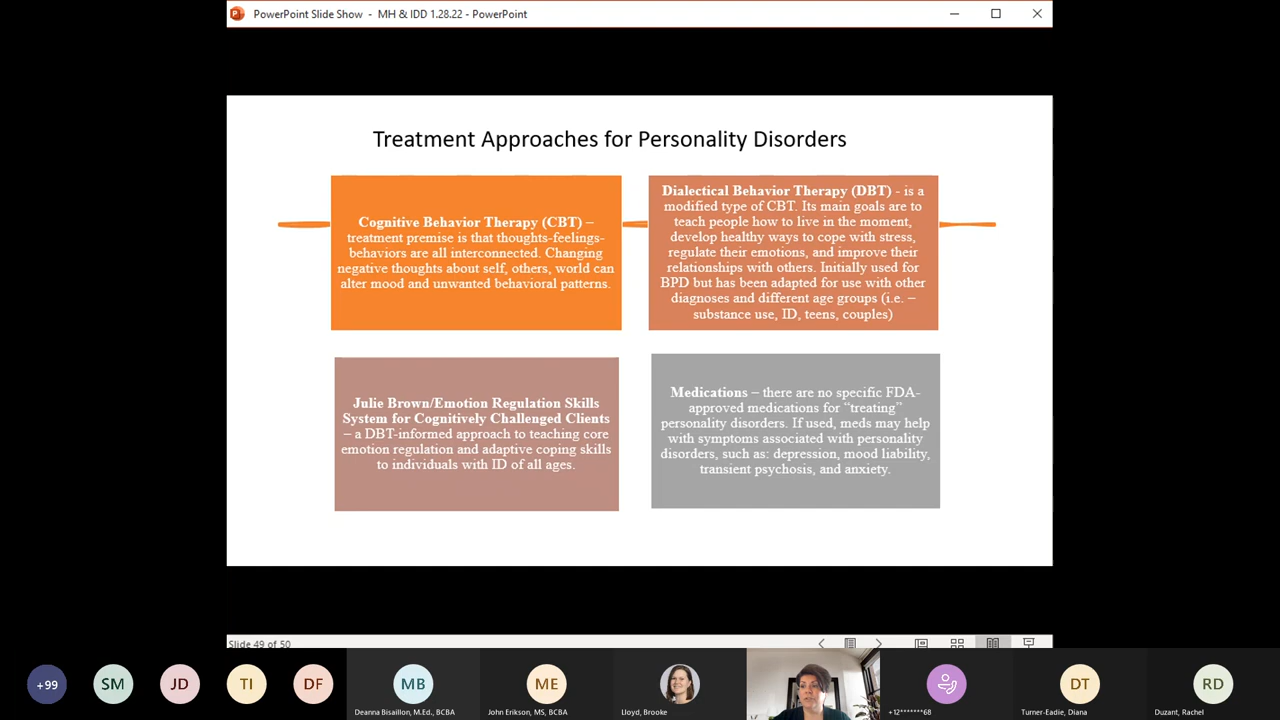 PowerPoint Slide Show - MH & IDD 1.28.22 - PowerPoint
Treatment Approaches for Personality Disorders
Cognitive Behavior Therapy (CBT) –
treatment premise is that thoughts-feelings-
behaviors are all interconnected. Changing
negative thoughts about self, others, world can
alter mood and unwanted behavioral patterns.
Dialectical Behavior Therapy (DBT) - is a
modified type of CBT. Its main goals are to
teach people how to live in the moment,
develop healthy ways to cope with stress,
regulate their emotions, and improve their
relationships with others. Initially used for
BPD but has been adapted for use with other
diagnoses and different age groups (i.e. –
substance use, ID, teens, couples)
Julie Brown/Emotion Regulation Skills
System for Cognitively Challenged Clients
– a DBT-informed approach to teaching core
emotion regulation and adaptive coping skills
to individuals with ID of all ages.
Medications – there are no specific FDA-
approved medications for “treating”
personality disorders. If used, meds may help
with symptoms associated with personality
disorders, such as: depression, mood liability,
transient psychosis, and anxiety.
Slide 49 of 50
+99
SM
JD
TI
DF
MB
Deanna Bisaillon, M.Ed., BCBA
ME
John Erikson, MS, BCBA
Lloyd, Brooke
+12*******68
DT
Turner-Eadie, Diana
RD
Duzant, Rachel